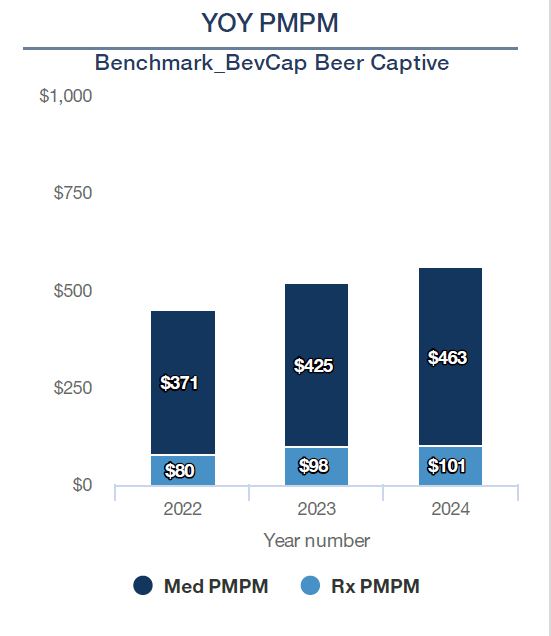 YOY PMPM
Benchmark_BevCap Beer Captive
$1,000
$750
$500
$250
$0
$371
$425
$463
$80
$98
$101
2022 2023 2024
Year number
Med PMPM Rx PMPM